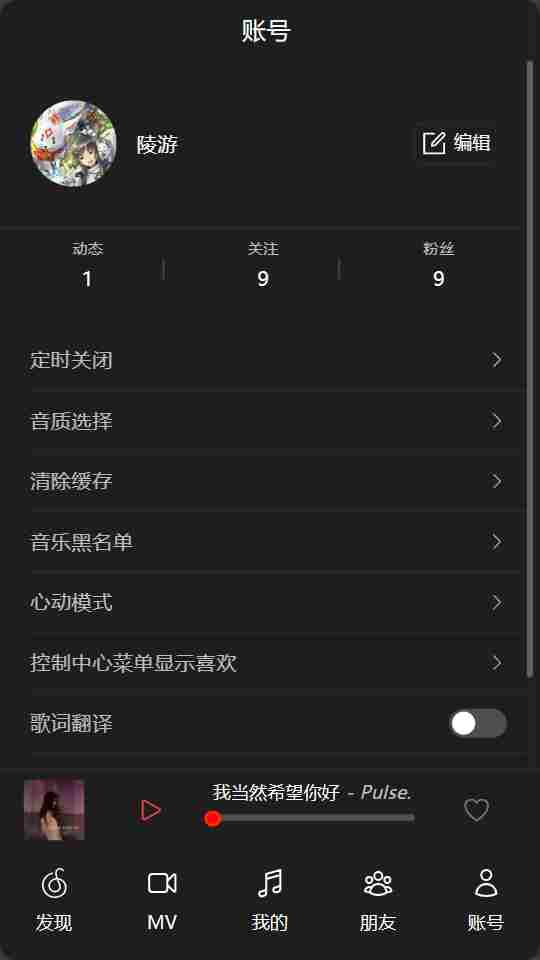 账号
陵游
编辑
动态 关注 粉丝
1 9 9
定时关闭
音质选择
清除缓存
音乐黑名单
心动模式
控制中心菜单显示喜欢
歌词翻译
我当然希望你好 - Pulse.
发现 MV 我的 朋友 账号